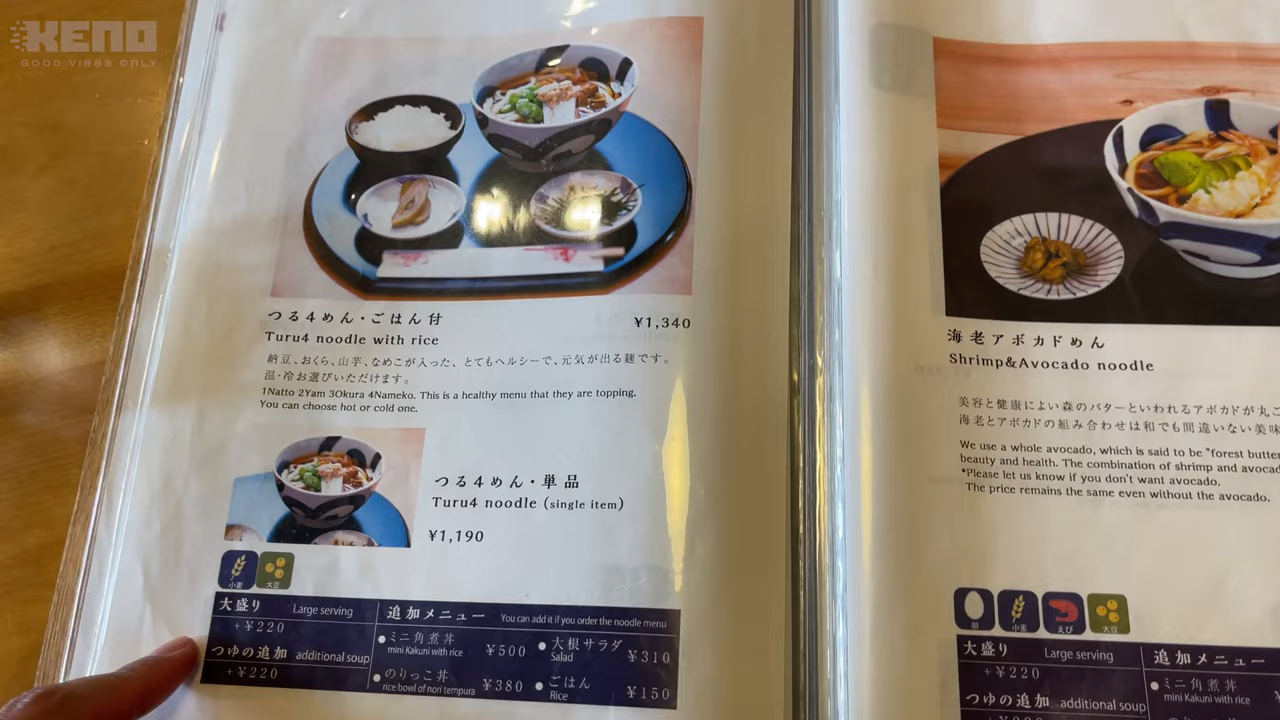 KENO
GOOD VIBES ONLY
つる4めん・ごはん付
¥1,340
Turu4 noodle with rice
納豆、おくら、山芋、なめこが入った、とてもヘルシーで、元気が出る麺です。
温・冷お選びいただけます。
1Natto 2Yam 3Okura 4Nameko. This is a healthy menu that they are topping.
You can choose hot or cold one.
つる4めん・単品
Turu4 noodle (single item)
¥1,190
小麦
大豆
大盛り Large serving
+¥220
つゆの追加 additional soup
+¥220
追加メニュー You can add it if you order the noodle menu
●ミニ角煮丼 ¥500
mini Kakuni with rice
●大根サラダ ¥310
Salad
●のりっこ丼 ¥380
rice bowl of nori tempura
●ごはん ¥150
Rice
海老アボカドめん
Shrimp&Avocado noodle
美容と健康によい森のバターといわれるアボカドが丸ご
海老とアボカドの組み合わせは和でも間違いない美味
We use a whole avocado, which is said to be "forest butter
beauty and health. The combination of shrimp and avocad
*Please let us know if you don't want avocado.
The price remains the same even without the avocado.
卵
小麦
えび
大豆
大盛り Large serving
+¥220
つゆの追加 additional soup
追加メニュー
●ミニ角煮丼
mini Kakuni with rice